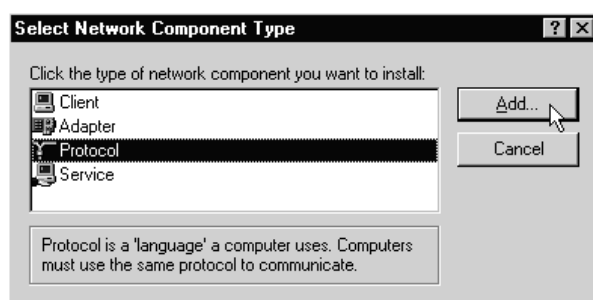 Select Network Component Type
Click the type of network component you want to install:
Client
Adapter
Protocol
Service
Add...
Cancel
Protocol is a 'language' a computer uses. Computers
must use the same protocol to communicate.